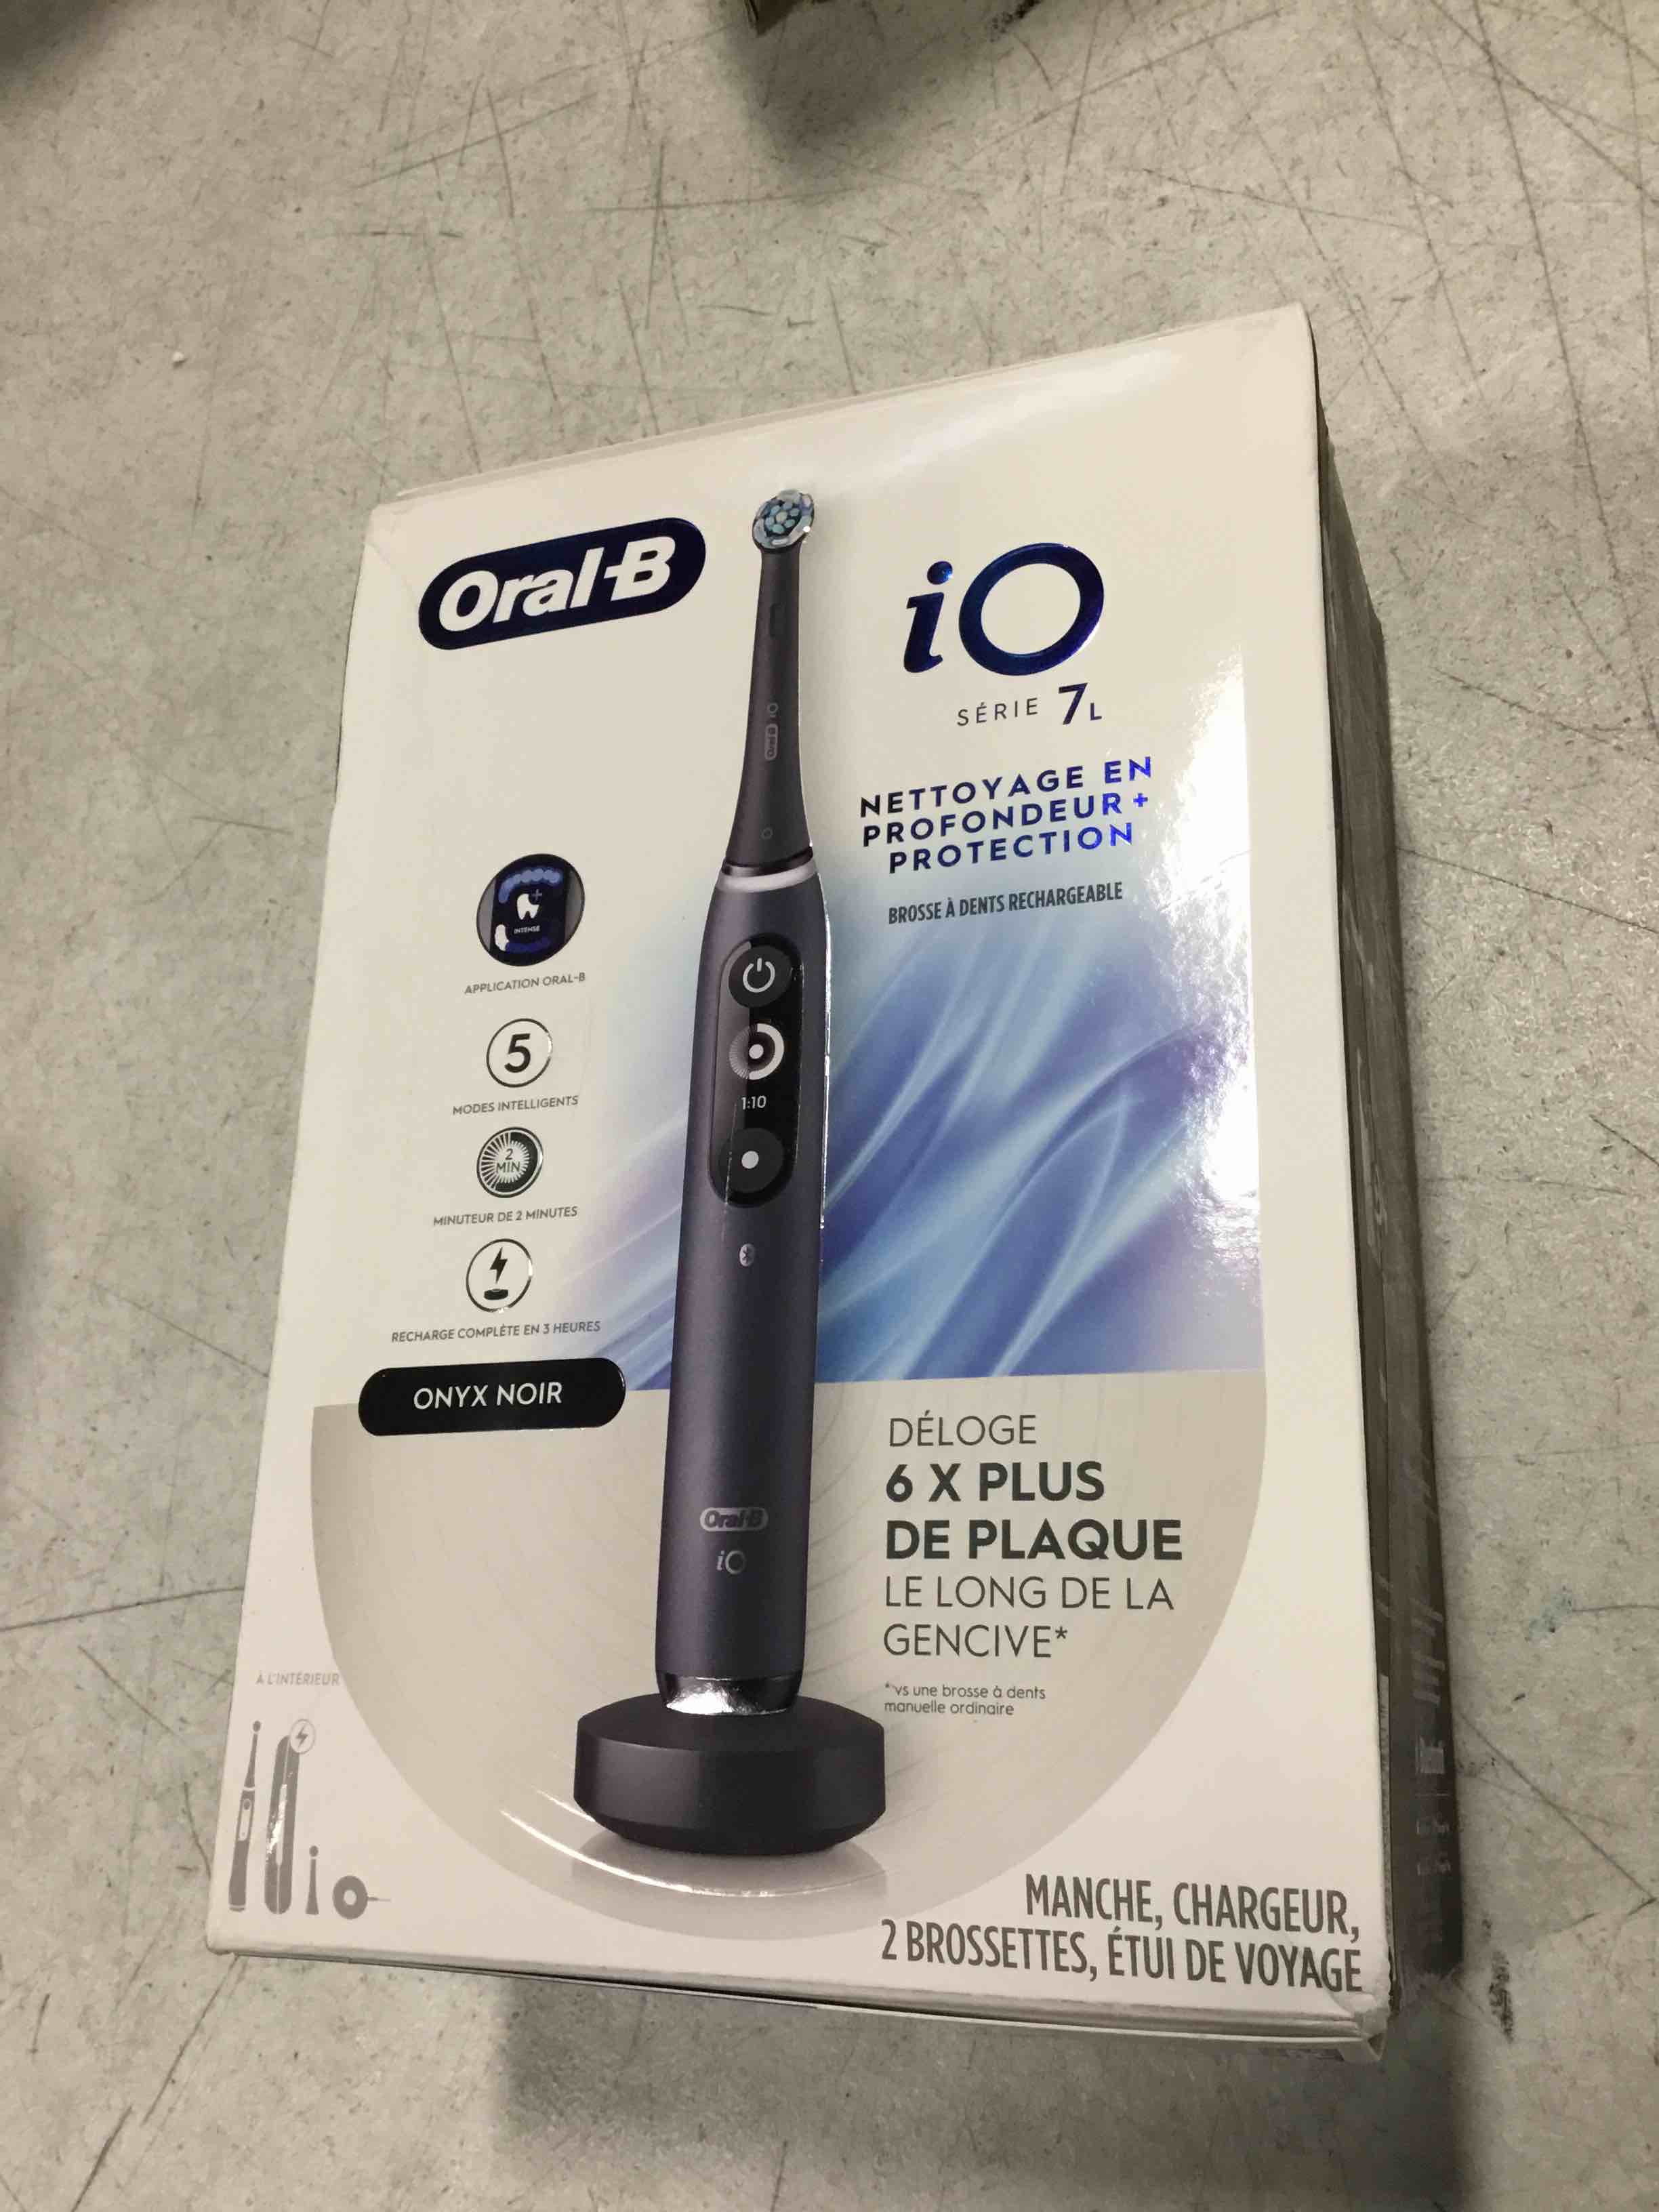 Oral-B
iO
SÉRIE 7L
NETTOYAGE EN
PROFONDEUR+
PROTECTION
BROSSE À DENTS RECHARGEABLE
Oral-B iO
INTENSE
APPLICATION ORAL-B
5
MODES INTELLIGENTS
2
MIN
MINUTEUR DE 2 MINUTES
RECHARGE COMPLÈTE EN 3 HEURES
ONYX NOIR
1:10
Oral-B
iO
DÉLOGE
6 X PLUS
DE PLAQUE
LE LONG DE LA
GENCIVE*
*vs une brosse à dents
manuelle ordinaire
À L'INTÉRIEUR
MANCHE, CHARGEUR,
2 BROSSETTES, ÉTUI DE VOYAGE